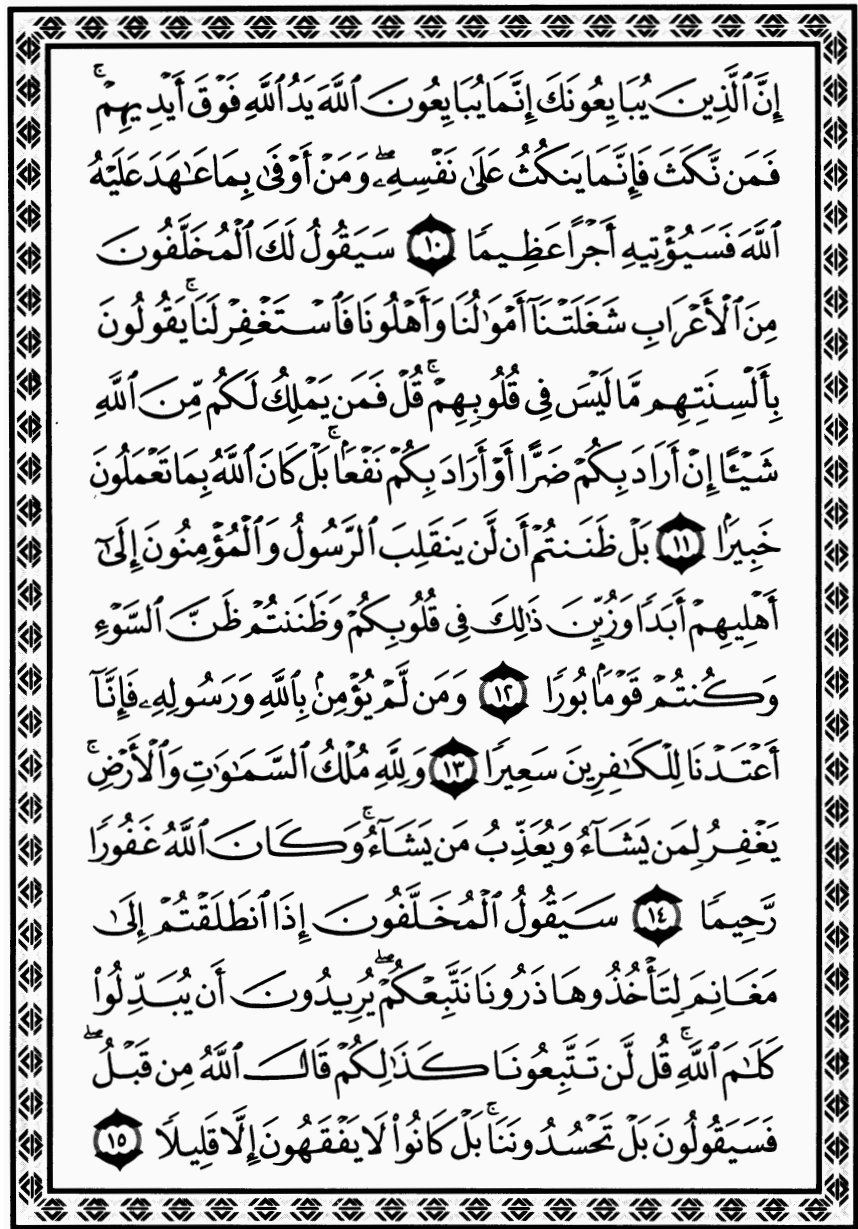 إِنَّ ٱلَّذِينَ يُبَايِعُونَكَ إِنَّمَا يُبَايِعُونَ ٱللَّهَ يَدُ ٱللَّهِ فَوْقَ أَيْدِيهِمْۚ
فَمَن نَّكَثَ فَإِنَّمَا يَنكُثُ عَلَىٰ نَفْسِهِۦۖ وَمَنْ أَوْفَىٰ بِمَا عَٰهَدَ عَلَيْهُ
ٱللَّهَ فَسَيُؤْتِيهِ أَجْرًا عَظِيمًا ١٠ سَيَقُولُ لَكَ ٱلْمُخَلَّفُونَ
مِنَ ٱلْأَعْرَابِ شَغَلَتْنَآ أَمْوَٰلُنَا وَأَهْلُونَا فَٱسْتَغْفِرْ لَنَاۚ يَقُولُونَ
بِأَلْسِنَتِهِم مَّا لَيْسَ فِى قُلُوبِهِمْۚ قُلْ فَمَن يَمْلِكُ لَكُم مِّنَ ٱللَّهِ
شَيْـًٔا إِنْ أَرَادَ بِكُمْ ضَرًّا أَوْ أَرَادَ بِكُمْ نَفْعًۢاۚ بَلْ كَانَ ٱللَّهُ بِمَا تَعْمَلُونَ
خَبِيرًۢا ١١ بَلْ ظَنَنتُمْ أَن لَّن يَنقَلِبَ ٱلرَّسُولُ وَٱلْمُؤْمِنُونَ إِلَىٰٓ
أَهْلِيهِمْ أَبَدًا وَزُيِّنَ ذَٰلِكَ فِى قُلُوبِكُمْ وَظَنَنتُمْ ظَنَّ ٱلسَّوْءِ
وَكُنتُمْ قَوْمًۢا بُورًا ١٢ وَمَن لَّمْ يُؤْمِنۢ بِٱللَّهِ وَرَسُولِهِۦ فَإِنَّآ
أَعْتَدْنَا لِلْكَٰفِرِينَ سَعِيرًا ١٣ وَلِلَّهِ مُلْكُ ٱلسَّمَٰوَٰتِ وَٱلْأَرْضِۚ
يَغْفِرُ لِمَن يَشَآءُ وَيُعَذِّبُ مَن يَشَآءُۚ وَكَانَ ٱللَّهُ غَفُورًا
رَّحِيمًا ١٤ سَيَقُولُ ٱلْمُخَلَّفُونَ إِذَا ٱنطَلَقْتُمْ إِلَىٰ
مَغَانِمَ لِتَأْخُذُوهَا ذَرُونَا نَتَّبِعْكُمْۖ يُرِيدُونَ أَن يُبَدِّلُوا۟
كَلَٰمَ ٱللَّهِۚ قُل لَّن تَتَّبِعُونَا كَذَٰلِكُمْ قَالَ ٱللَّهُ مِن قَبْلُۖ
فَسَيَقُولُونَ بَلْ تَحْسُدُونَنَاۚ بَلْ كَانُوا۟ لَا يَفْقَهُونَ إِلَّا قَلِيلًا ١٥